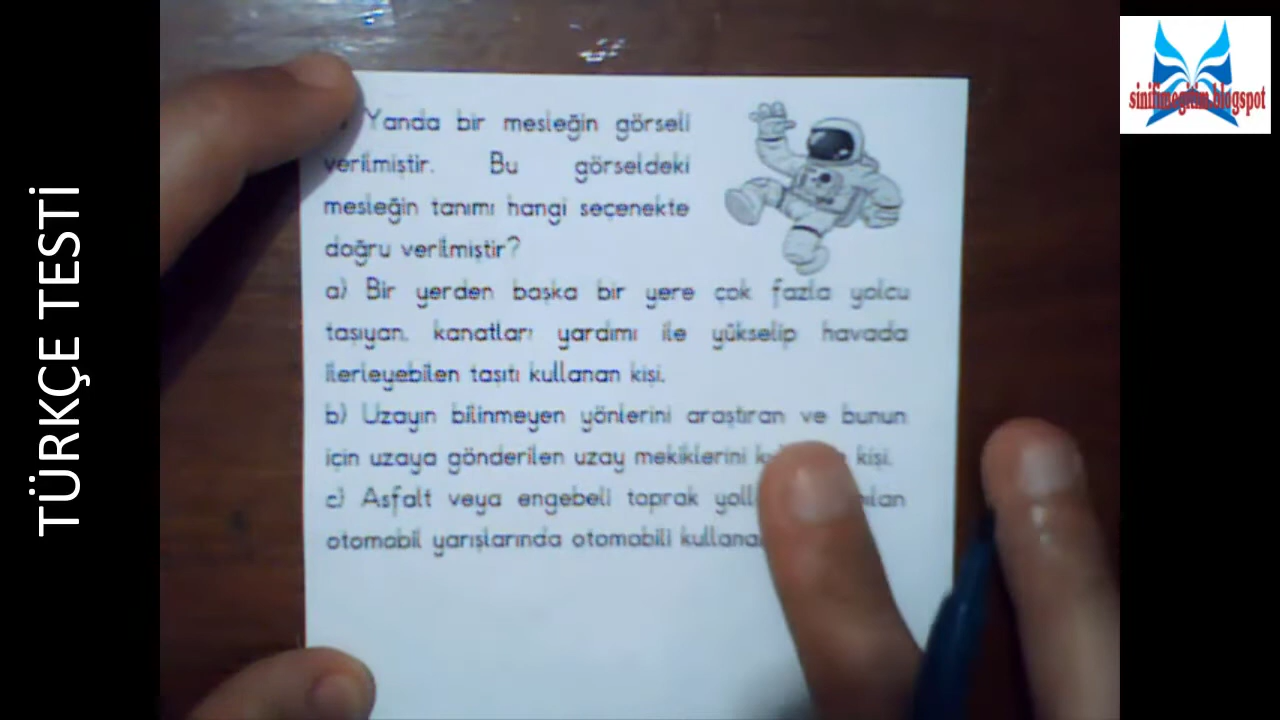 TÜRKÇE TESTİ
sinifimegitim.blogspot
Yanda bir mesleğin görseli
verilmiştir. Bu görseldeki
mesleğin tanımı hangi seçenekte
doğru verilmiştir?
a) Bir yerden başka bir yere çok fazla yolcu
taşıyan, kanatları yardımı ile yükselip havada
ilerleyebilen taşıtı kullanan kişi.
b) Uzayın bilinmeyen yönlerini araştıran ve bunun
için uzaya gönderilen uzay mekiklerini kişi.
c) Asfalt veya engebeli toprak
otomobil yarışlarında otomobili